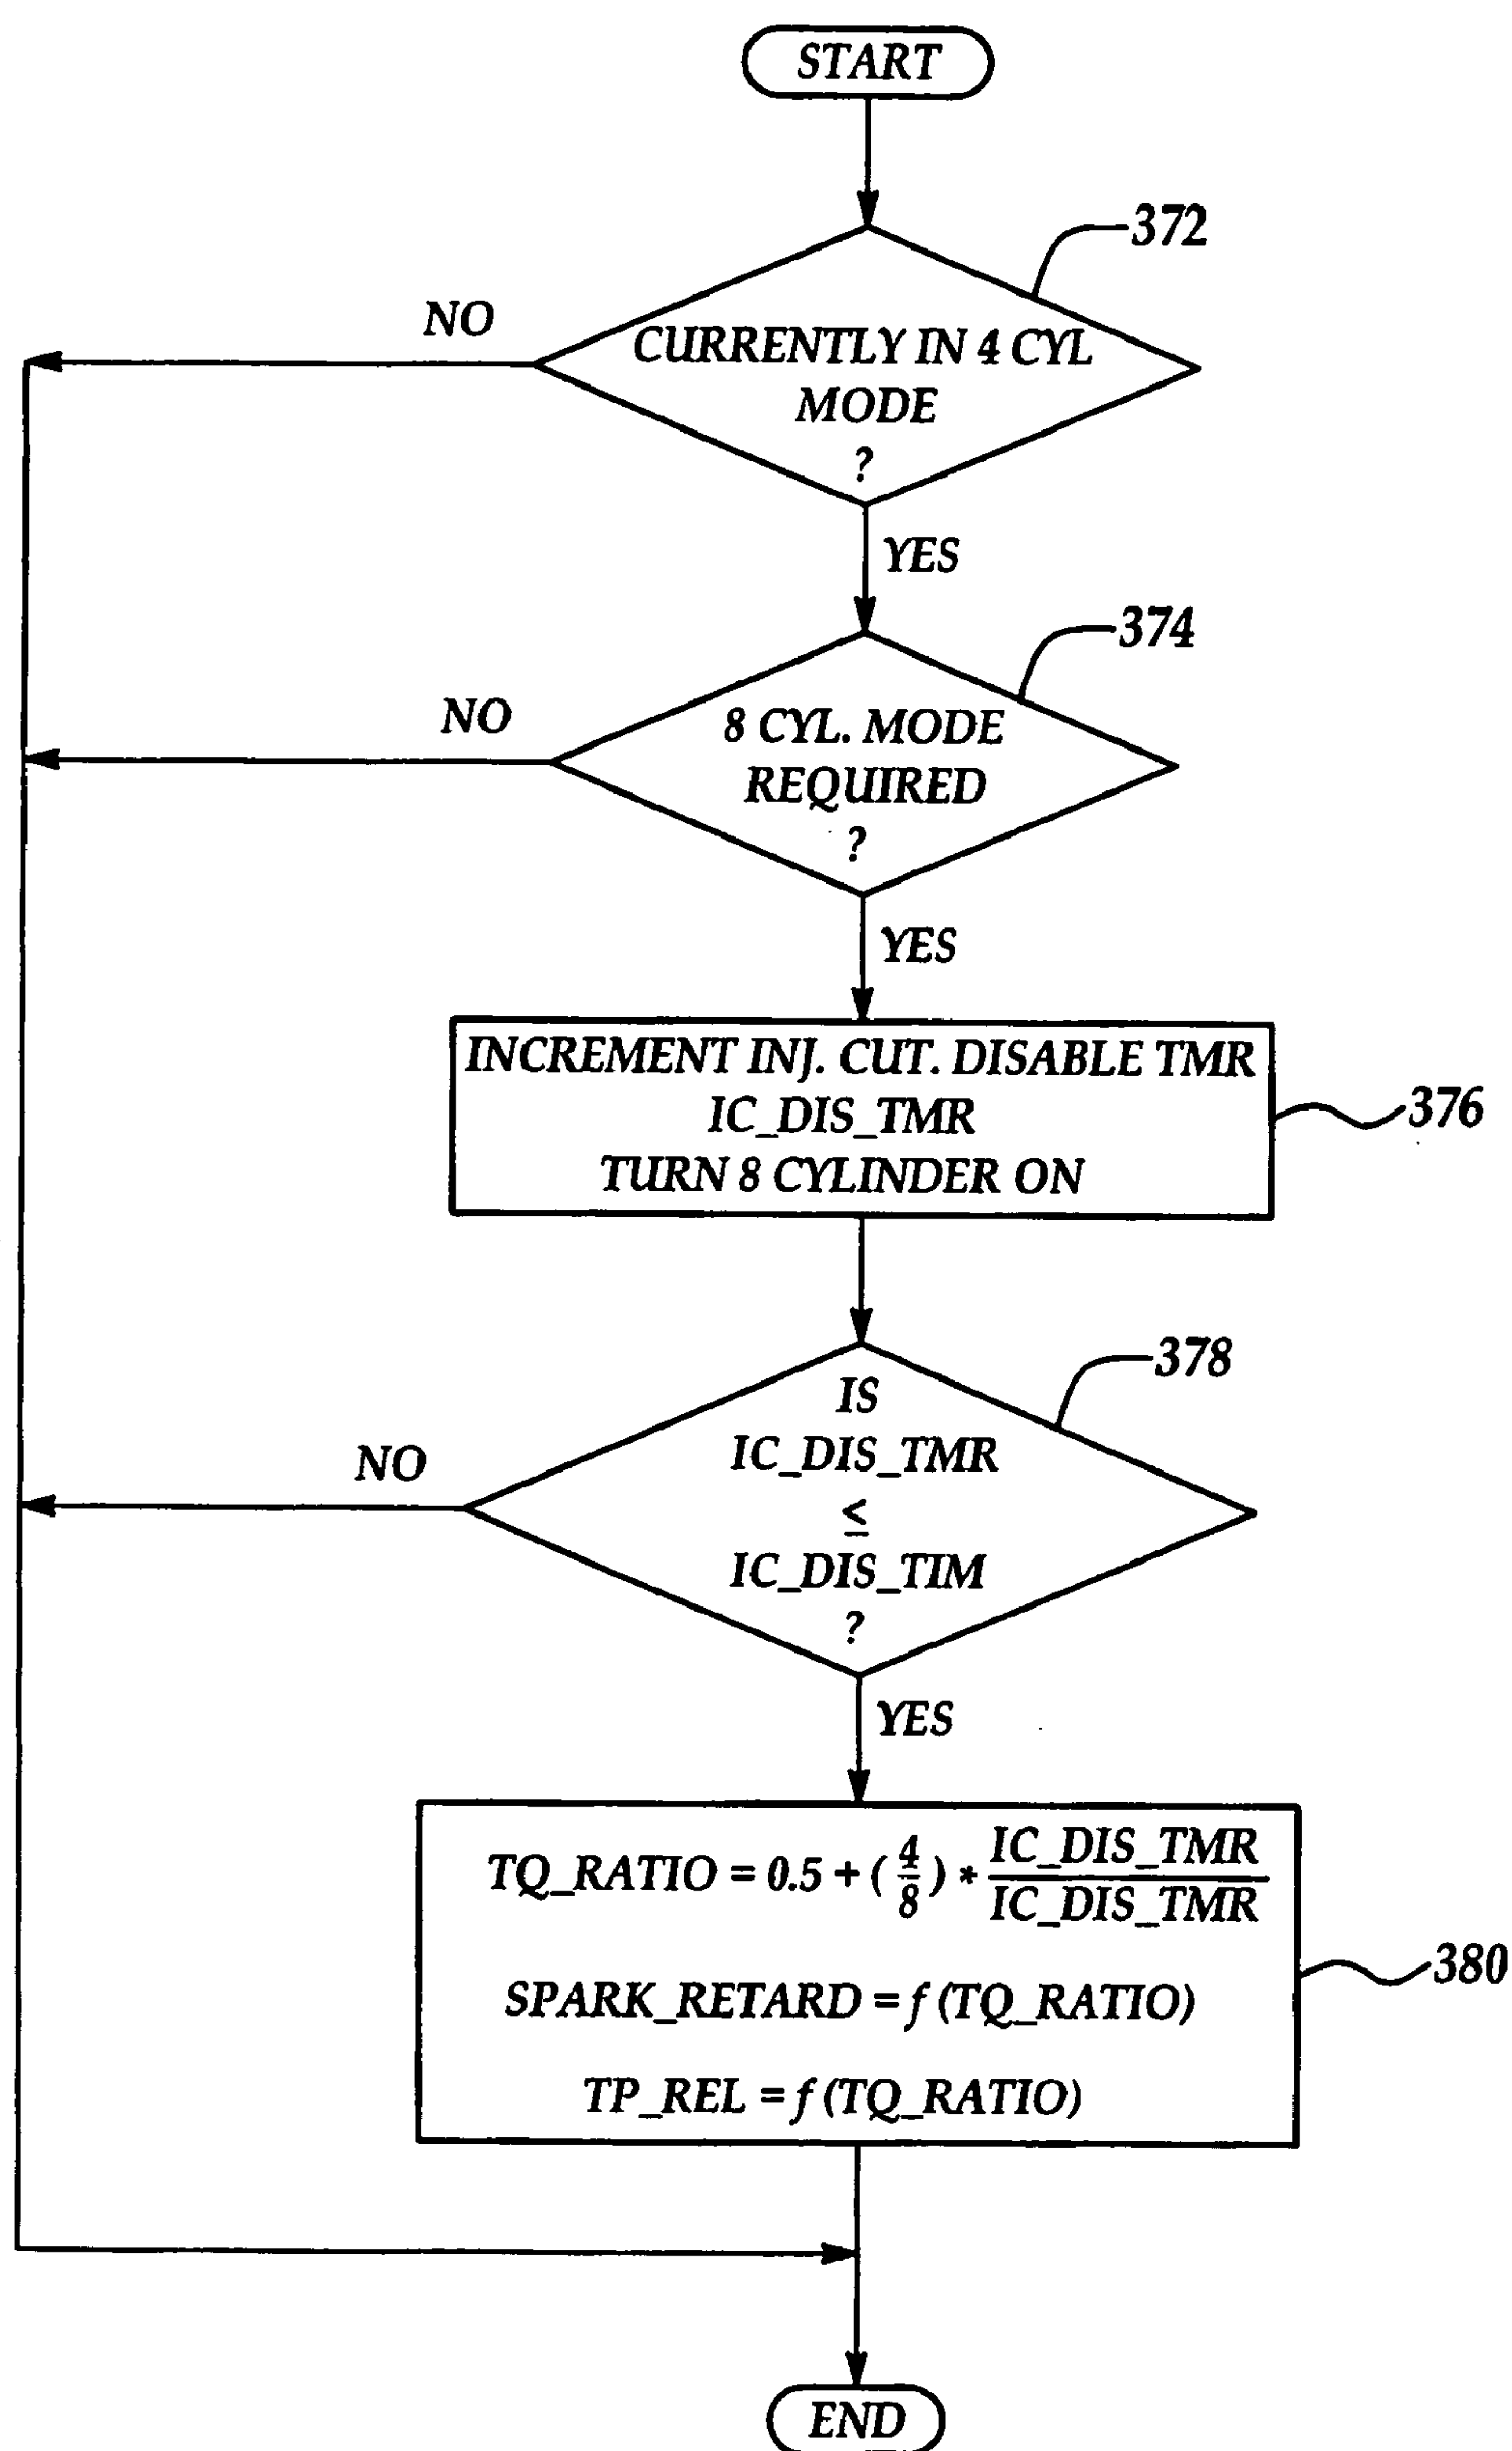 START
372
NO
CURRENTLY IN 4 CYL
MODE
?
YES
374
NO
8 CYL. MODE
REQUIRED
?
YES
INCREMENT INJ. CUT. DISABLE TMR
IC_DIS_TMR
TURN 8 CYLINDER ON
376
378
NO
IS
IC_DIS_TMR
≤
IC_DIS_TIM
?
YES
TQ_RATIO = 0.5 + (4/8) * IC_DIS_TMR/IC_DIS_TMR
SPARK_RETARD = f (TQ_RATIO)
380
TP_REL = f (TQ_RATIO)
END